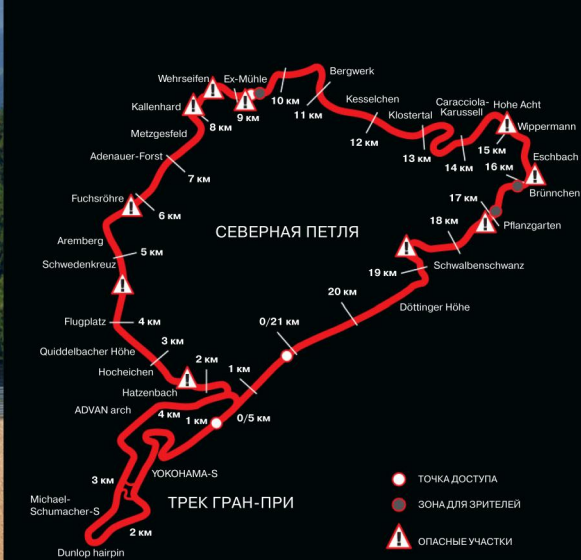 Wehrseifen
Ex-Mühle
Bergwerk
10 км
9 км
Kallenhard
8 км
11 км
Kesselchen
Caracciola-
Karussell
Hohe Acht
Klostertal
Wippermann
12 км
13 км
14 км
15 км
Metzgesfeld
Adenauer-Forst
7 км
Eschbach
16 км
Brünnchen
Fuchsröhre
6 км
17 км
Pflanzgarten
18 км
СЕВЕРНАЯ ПЕТЛЯ
Aremberg
5 км
Schwedenkreuz
Schwalbenschwanz
19 км
20 км
Döttinger Höhe
Flugplatz
4 км
0/21 км
3 км
Quiddelbacher Höhe
2 км
1 км
Hocheichen
Hatzenbach
ADVAN arch
4 км
1 км
0/5 км
YOKOHAMA-S
3 км
Michael-
Schumacher-S
ТРЕК ГРАН-ПРИ
2 км
Dunlop hairpin
ТОЧКА ДОСТУПА
ЗОНА ДЛЯ ЗРИТЕЛЕЙ
ОПАСНЫЕ УЧАСТКИ